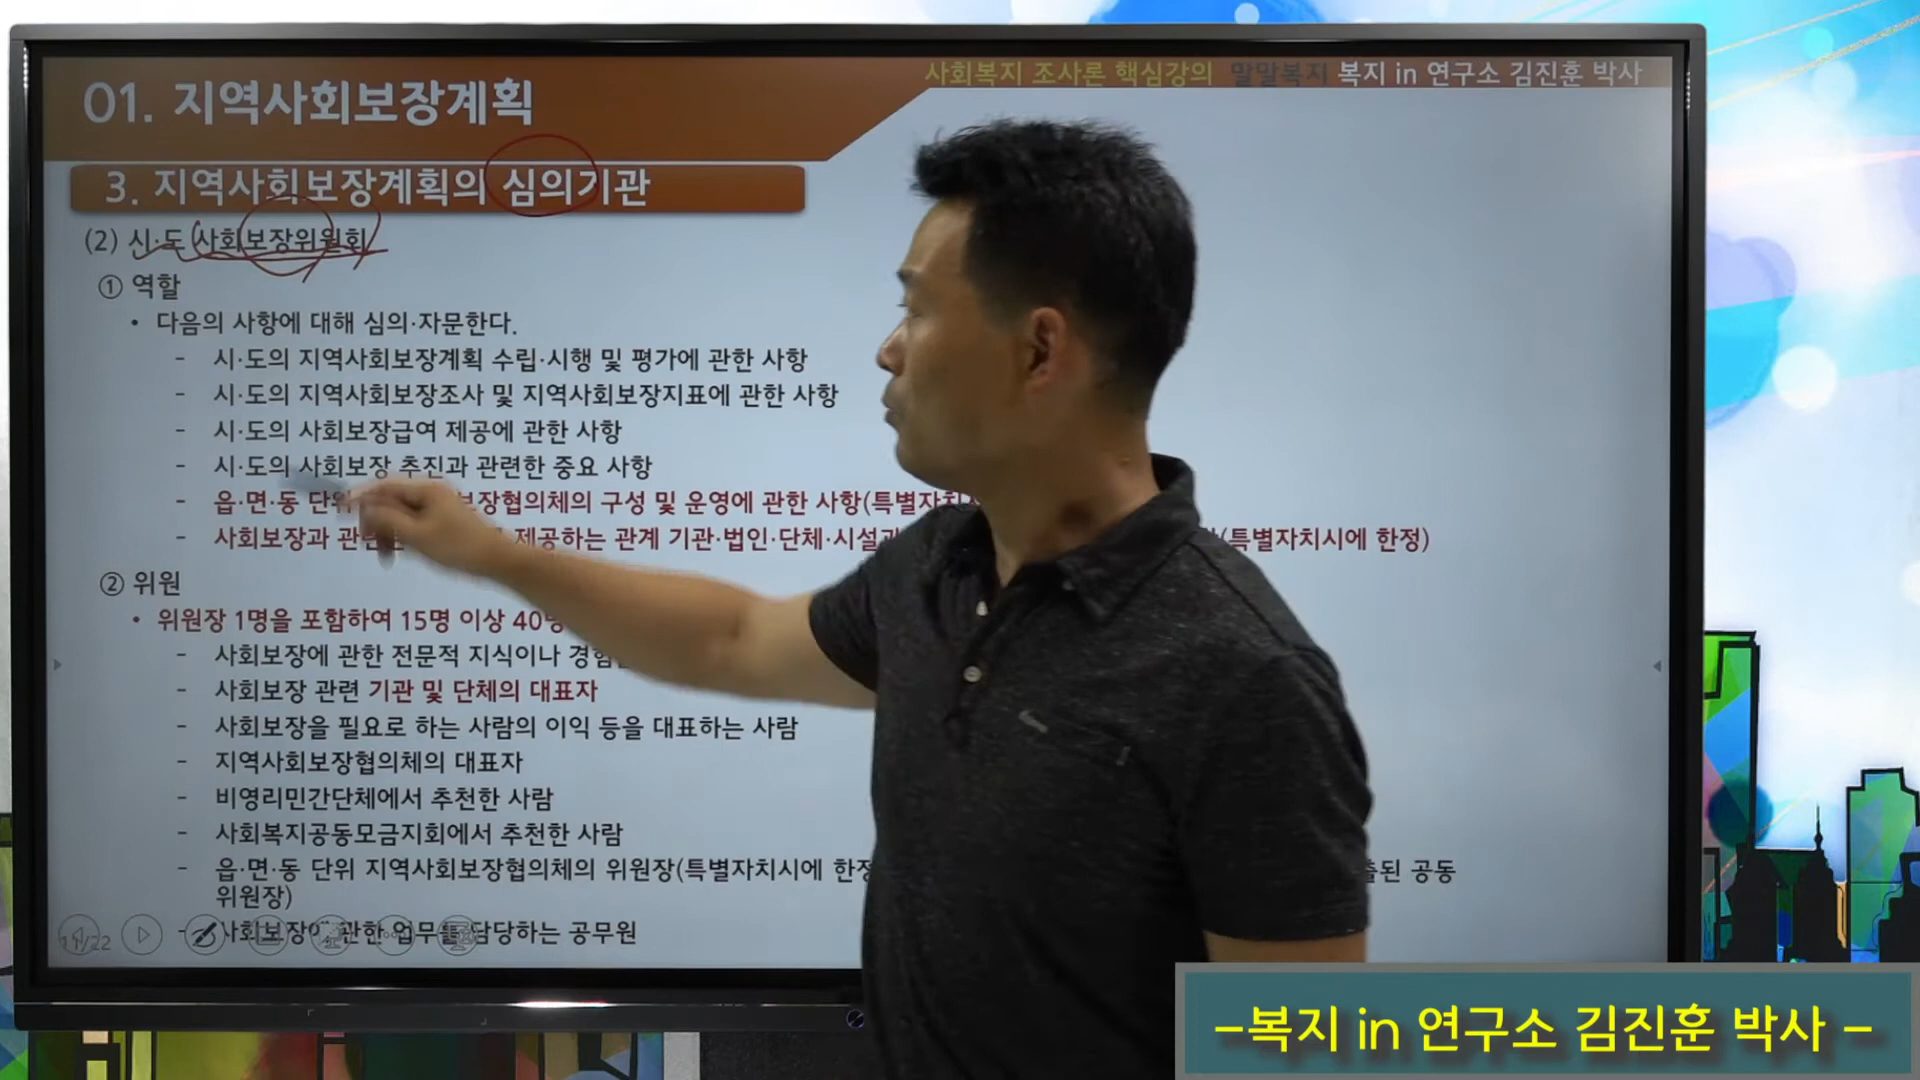 사회복지 조사론 핵심강의 말말복지 복지 in 연구소 김진훈 박사
01. 지역사회보장계획
3. 지역사회보장계획의 심의기관
(2) 시·도 사회보장위원회
① 역할
• 다음의 사항에 대해 심의·자문한다.
- 시·도의 지역사회보장계획 수립·시행 및 평가에 관한 사항
- 시·도의 지역사회보장조사 및 지역사회보장지표에 관한 사항
- 시·도의 사회보장급여 제공에 관한 사항
- 시·도의 사회보장 추진과 관련한 중요 사항
- 읍·면·동 단위 보장협의체의 구성 및 운영에 관한 사항(특별자치시
- 사회보장과 제공하는 관계 기관·법인·단체·시설과 (특별자치시에 한정)
② 위원
• 위원장 1명을 포함하여 15명 이상 40명
- 사회보장에 관한 전문적 지식이나 경험
- 사회보장 관련 기관 및 단체의 대표자
- 사회보장을 필요로 하는 사람의 이익 등을 대표하는 사람
- 지역사회보장협의체의 대표자
- 비영리민간단체에서 추천한 사람
- 사회복지공동모금지회에서 추천한 사람
- 읍·면·동 단위 지역사회보장협의체의 위원장(특별자치시에 한정 출된 공동
위원장)
- 사회보장에 관한 업무를 담당하는 공무원
11/22
-복지 in 연구소 김진훈 박사 -